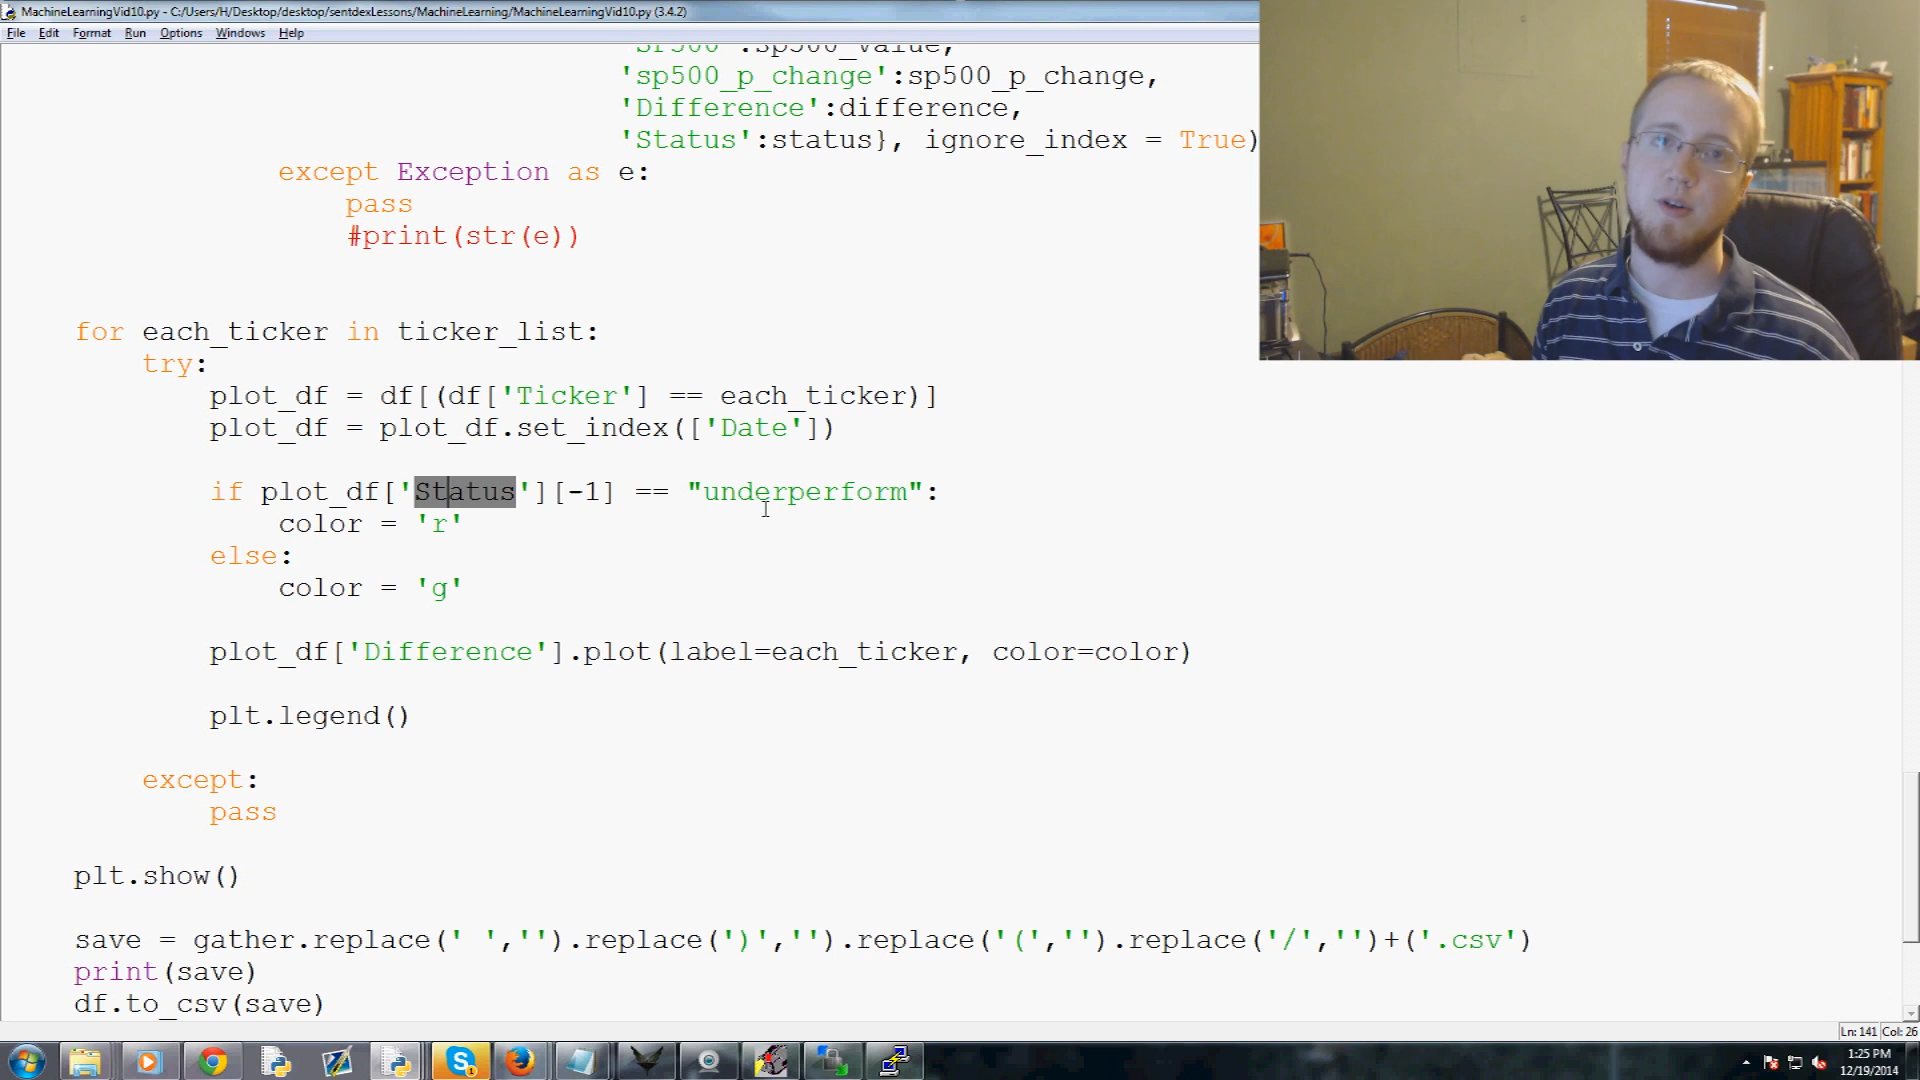 MachineLearningVid10.py - C:/Users/H/Desktop/desktop/sentdexLessons/MachineLearning/MachineLearningVid10.py (3.4.2)
File Edit Format Run Options Windows Help
'SP500':sp500_value,
'sp500_p_change':sp500_p_change,
'Difference':difference,
'Status':status}, ignore_index = True)
except Exception as e:
pass
#print(str(e))
for each_ticker in ticker_list:
try:
plot_df = df[(df['Ticker'] == each_ticker)]
plot_df = plot_df.set_index(['Date'])
if plot_df['Status'][-1] == "underperform":
color = 'r'
else:
color = 'g'
plot_df['Difference'].plot(label=each_ticker, color=color)
plt.legend()
except:
pass
plt.show()
save = gather.replace(' ','').replace(')','').replace('(','').replace('/','')+('.csv')
print(save)
df.to_csv(save)
Ln: 141 Col: 26
1:25 PM
12/19/2014